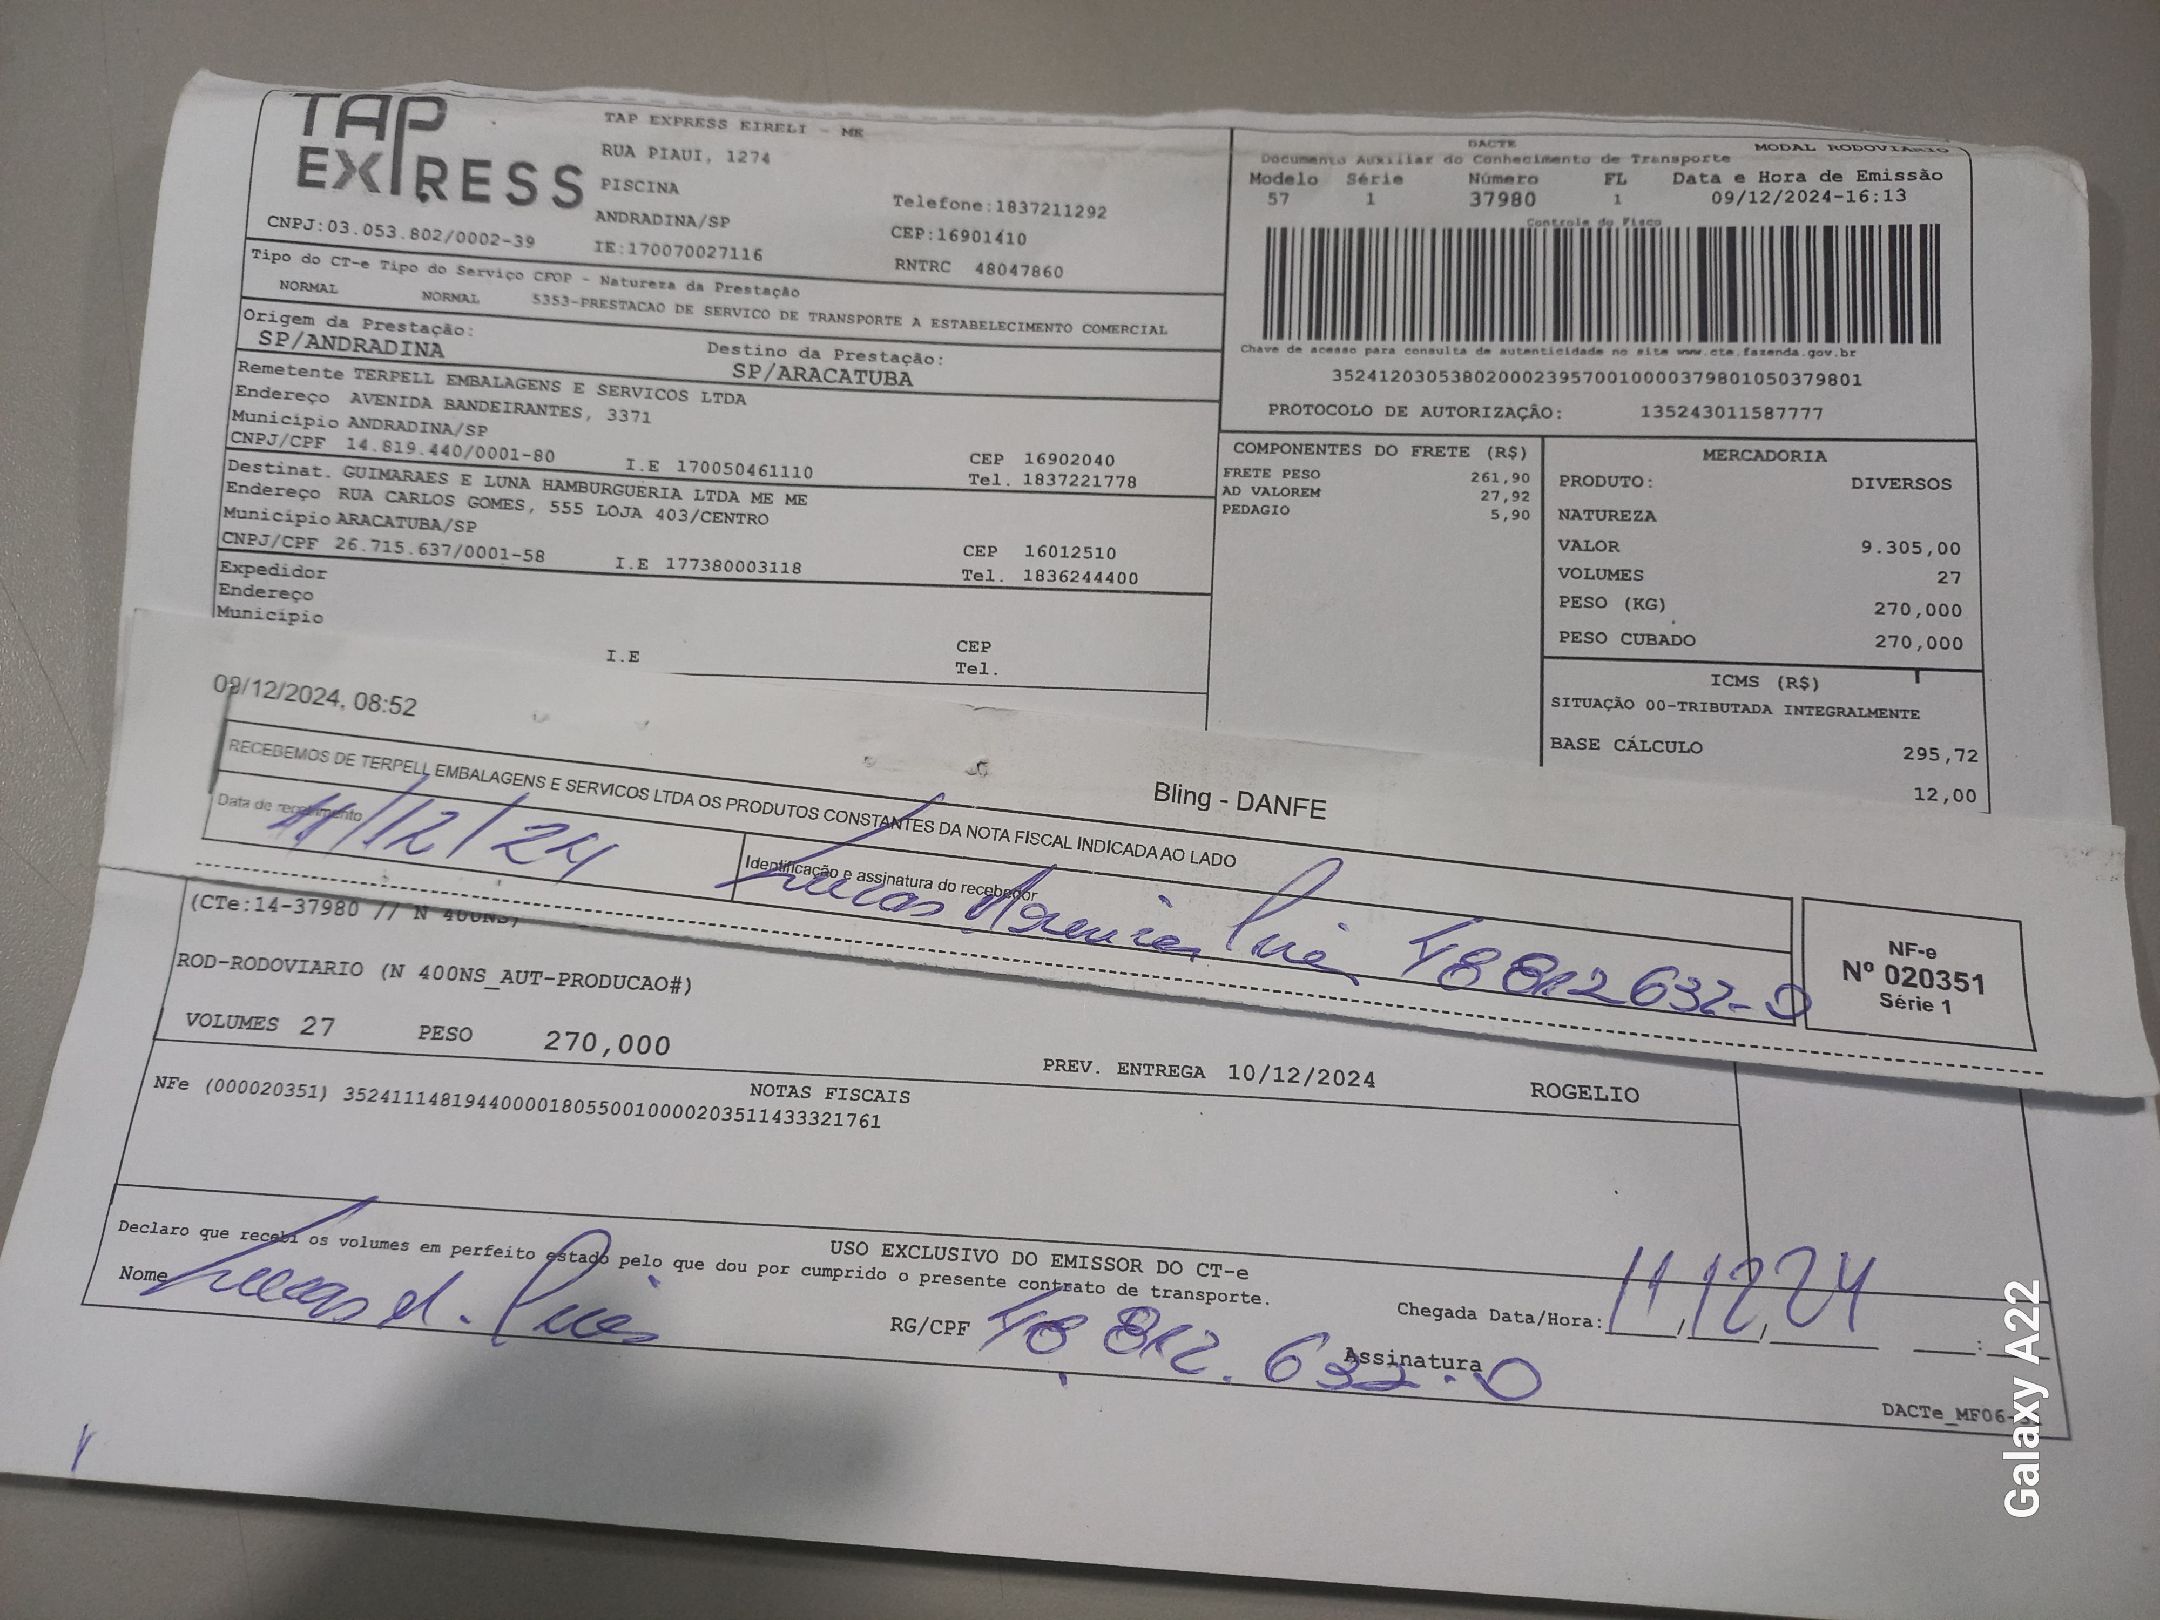 TAP EXPRESS
TAP EXPRESS EIRELI - ME
RUA PIAUI, 1274
PISCINA
ANDRADINA/SP
IE:170070027116
Telefone:1837211292
CEP:16901410
RNTRC 48047860
CNPJ:03.053.802/0002-39
DACTE
MODAL RODOVIARIO
Documento Auxiliar do Conhecimento de Transporte
Modelo Série Número FL Data e Hora de Emissão
57 1 37980 1 09/12/2024-16:13
Controle do Fisco
Chave de acesso para consulta de autenticidade no site www.cte.fazenda.gov.br
35241203053802000239570010000379801050379801
PROTOCOLO DE AUTORIZAÇÃO: 135243011587777
Tipo do CT-e Tipo do Serviço CFOP - Natureza da Prestação
NORMAL NORMAL 5353-PRESTACAO DE SERVICO DE TRANSPORTE A ESTABELECIMENTO COMERCIAL
Origem da Prestação:
SP/ANDRADINA
Destino da Prestação:
SP/ARACATUBA
Remetente TERPELL EMBALAGENS E SERVICOS LTDA
Endereço AVENIDA BANDEIRANTES, 3371
Município ANDRADINA/SP
CEP 16902040
CNPJ/CPF 14.819.440/0001-80 I.E 170050461110 Tel. 1837221778
Destinat. GUIMARAES E LUNA HAMBURGUERIA LTDA ME ME
Endereço RUA CARLOS GOMES, 555 LOJA 403/CENTRO
Município ARACATUBA/SP
CEP 16012510
CNPJ/CPF 26.715.637/0001-58 I.E 177380003118 Tel. 1836244400
Expedidor
Endereço
Município
CEP
I.E Tel.
COMPONENTES DO FRETE (R$)
FRETE PESO 261,90
AD VALOREM 27,92
PEDAGIO 5,90
MERCADORIA
PRODUTO: DIVERSOS
NATUREZA
VALOR 9.305,00
VOLUMES 27
PESO (KG) 270,000
PESO CUBADO 270,000
ICMS (R$)
SITUAÇÃO 00-TRIBUTADA INTEGRALMENTE
BASE CÁLCULO 295,72
12,00
09/12/2024, 08:52
Bling - DANFE
RECEBEMOS DE TERPELL EMBALAGENS E SERVICOS LTDA OS PRODUTOS CONSTANTES DA NOTA FISCAL INDICADA AO LADO
Data de recebimento
11/12/24
Identificação e assinatura do recebedor
Lucas 48 812 632-0
NF-e
Nº 020351
Série 1
(CTe:14-37980 // N 400NS)
ROD-RODOVIARIO (N 400NS_AUT-PRODUCAO#)
VOLUMES 27 PESO 270,000
PREV. ENTREGA 10/12/2024 ROGELIO
NOTAS FISCAIS
NFe (000020351) 35241114819440000180550010000203511433321761
USO EXCLUSIVO DO EMISSOR DO CT-e
Declaro que recebi os volumes em perfeito estado pelo que dou por cumprido o presente contrato de transporte.
Nome Lucas
RG/CPF 48 812.632-0
Chegada Data/Hora: 11,12,24 :
Assinatura
DACTe_MF06-
Galaxy A22